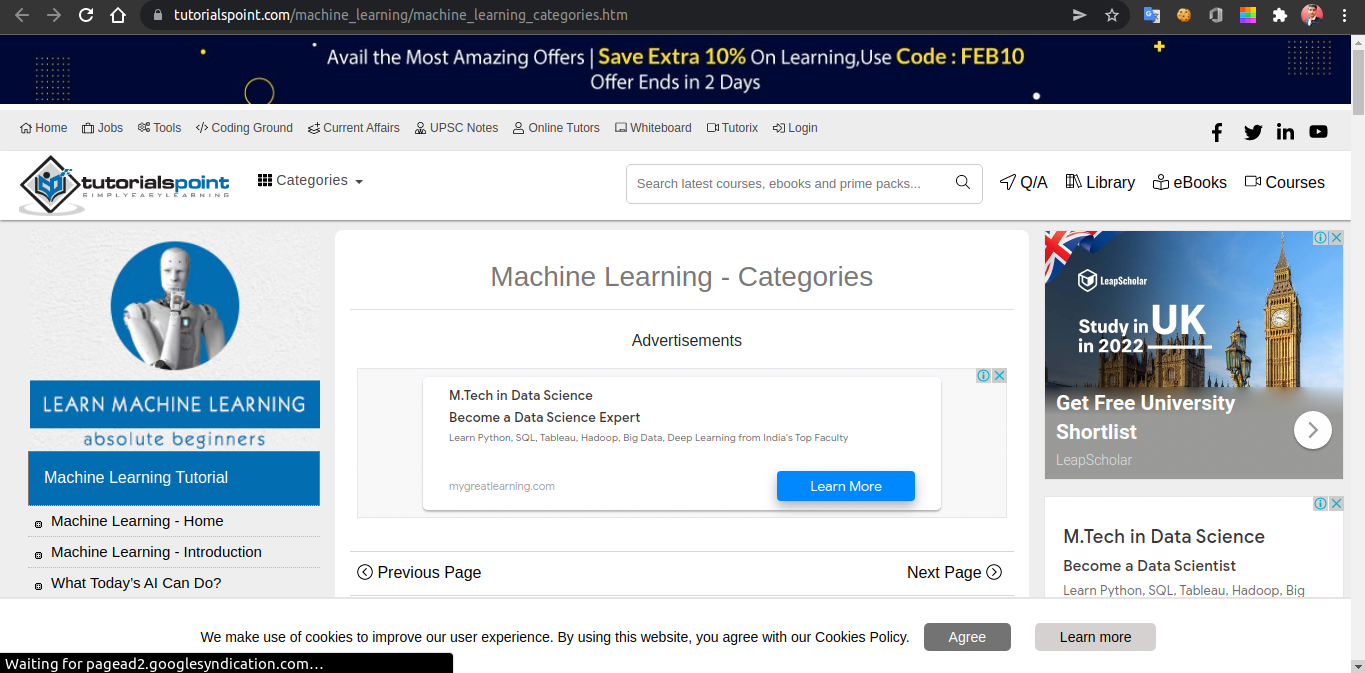 tutorialspoint.com/machine_learning/machine_learning_categories.htm
Avail the Most Amazing Offers | Save Extra 10% On Learning,Use Code : FEB10
Offer Ends in 2 Days
Home Jobs Tools Coding Ground Current Affairs UPSC Notes Online Tutors Whiteboard Tutorix Login
tutorialspoint
SIMPLYEASYLEARNING
Categories
Search latest courses, ebooks and prime packs...
Q/A Library eBooks Courses
LEARN MACHINE LEARNING
absolute beginners
Machine Learning Tutorial
Machine Learning - Home
Machine Learning - Introduction
What Today's AI Can Do?
Machine Learning - Categories
Advertisements
M.Tech in Data Science
Become a Data Science Expert
Learn Python, SQL, Tableau, Hadoop, Big Data, Deep Learning from India's Top Faculty
mygreatlearning.com
Learn More
Previous Page
Next Page
LeapScholar
Study in UK
in 2022
Get Free University
Shortlist
LeapScholar
M.Tech in Data Science
Become a Data Scientist
Learn Python, SQL, Tableau, Hadoop, Big
We make use of cookies to improve our user experience. By using this website, you agree with our Cookies Policy.
Agree
Learn more
Waiting for pagead2.googlesyndication.com…